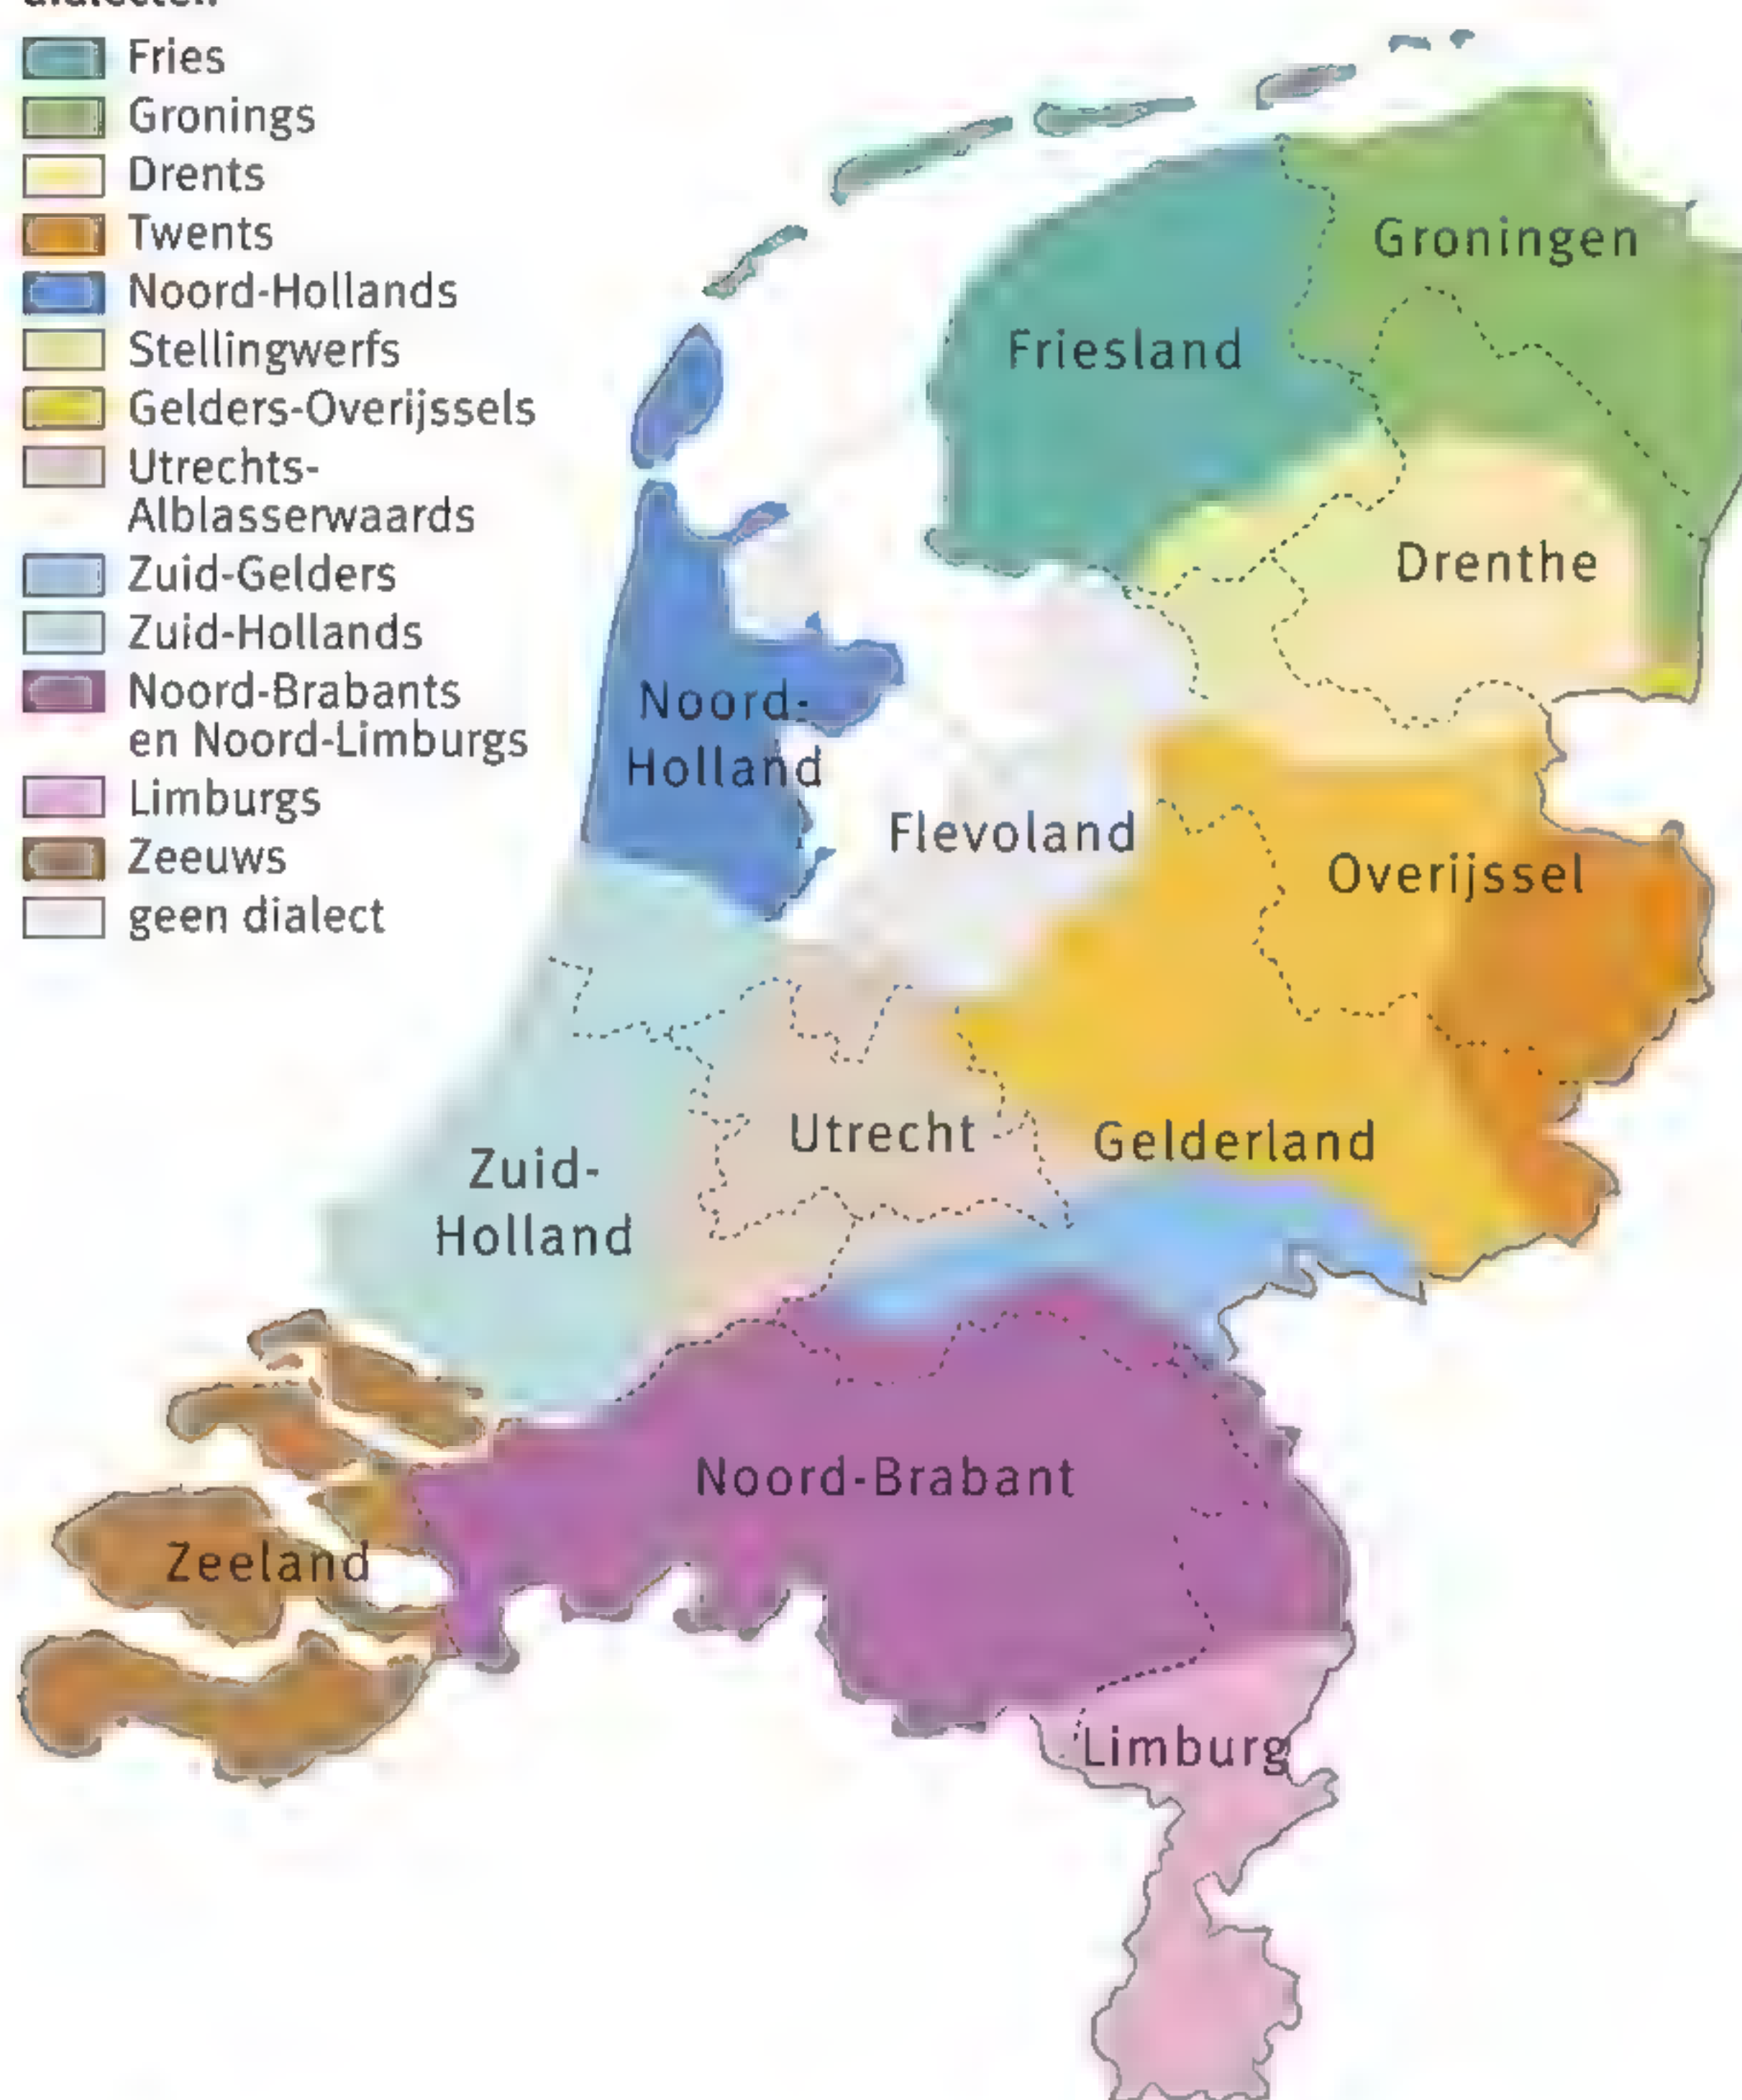 Fries
Gronings
Drents
Twents
Noord-Hollands
Stellingwerfs
Gelders-Overijssels
Utrechts-
Alblasserwaards
Zuid-Gelders
Zuid-Hollands
Noord-Brabants
en Noord-Limburgs
Limburgs
Zeeuws
geen dialect
Groningen
Friesland
Drenthe
Noord-
Holland
Flevoland
Overijssel
Utrecht
Gelderland
Zuid-
Holland
Noord-Brabant
Zeeland
Limburg